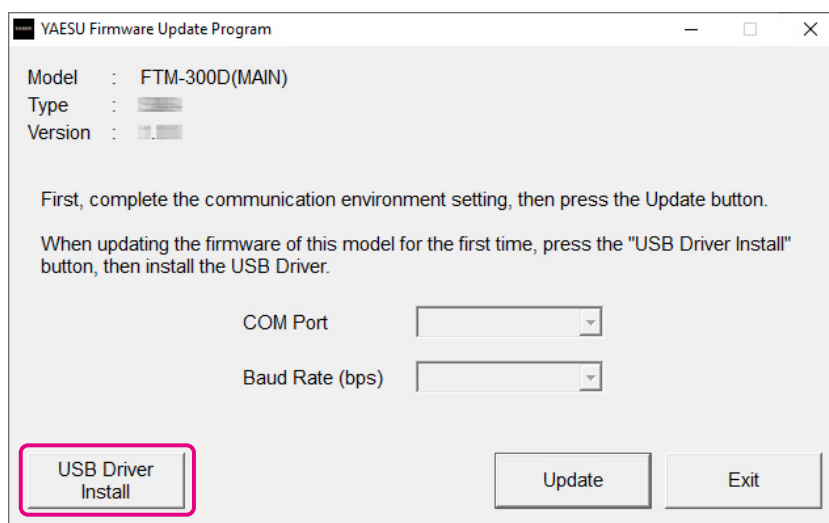 YAESU Firmware Update Program
Model : FTM-300D(MAIN)
Type :
Version :
First, complete the communication environment setting, then press the Update button.
When updating the firmware of this model for the first time, press the "USB Driver Install"
button, then install the USB Driver.
COM Port
Baud Rate (bps)
USB Driver
Install
Update
Exit